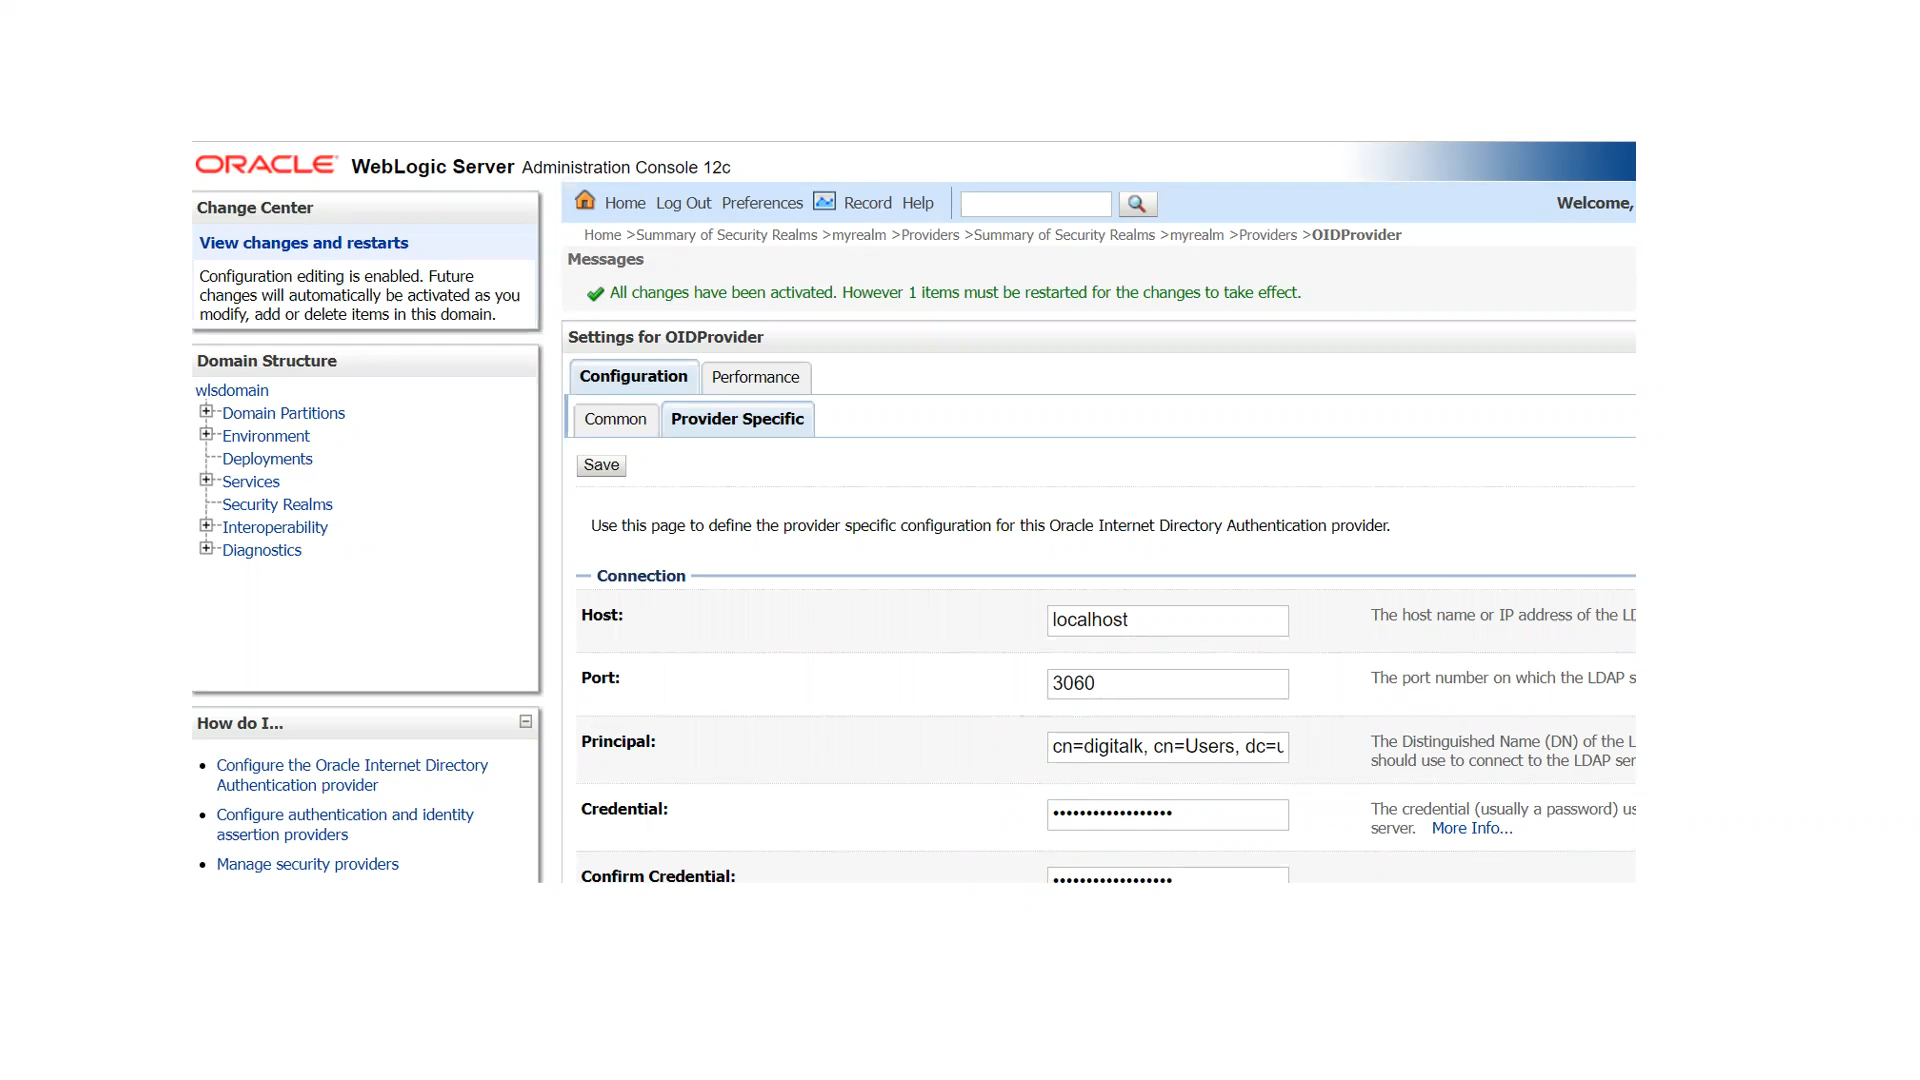 ORACLE WebLogic Server Administration Console 12c
Change Center
View changes and restarts
Configuration editing is enabled. Future
changes will automatically be activated as you
modify, add or delete items in this domain.
Domain Structure
wlsdomain
Domain Partitions
Environment
Deployments
Services
Security Realms
Interoperability
Diagnostics
How do I...
Configure the Oracle Internet Directory
Authentication provider
Configure authentication and identity
assertion providers
Manage security providers
Home Log Out Preferences Record Help
Welcome,
Home >Summary of Security Realms >myrealm >Providers >Summary of Security Realms >myrealm >Providers >OIDProvider
Messages
All changes have been activated. However 1 items must be restarted for the changes to take effect.
Settings for OIDProvider
Configuration Performance
Common Provider Specific
Save
Use this page to define the provider specific configuration for this Oracle Internet Directory Authentication provider.
Connection
Host: localhost The host name or IP address of the
Port: 3060 The port number on which the LDAP
Principal: cn=digitalk, cn=Users, The Distinguished Name (DN) of the
should use to connect to the LDAP
Credential: •••••••••••••••••• The credential (usually a password)
server. More Info...
Confirm Credential: ••••••••••••••••••